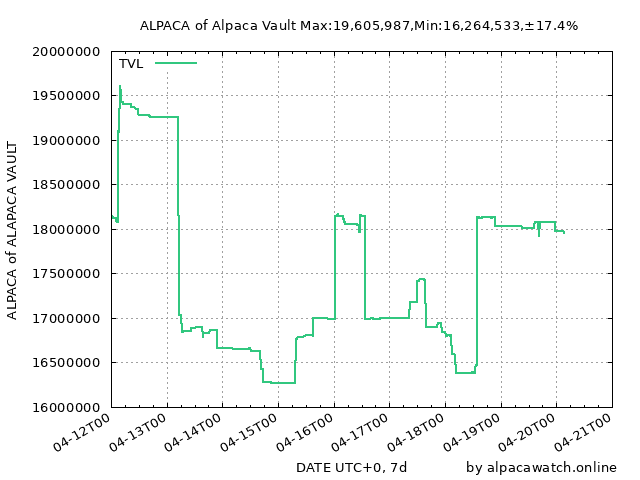 ALPACA of Alpaca Vault Max:19,605,987,Min:16,264,533,±17.4%
TVL
ALPACA of ALAPACA VAULT
20000000
19500000
19000000
18500000
18000000
17500000
17000000
16500000
16000000
04-12T00
04-13T00
04-14T00
04-15T00
04-16T00
04-17T00
04-18T00
04-19T00
04-20T00
04-21T00
DATE UTC+0, 7d
by alpacawatch.online